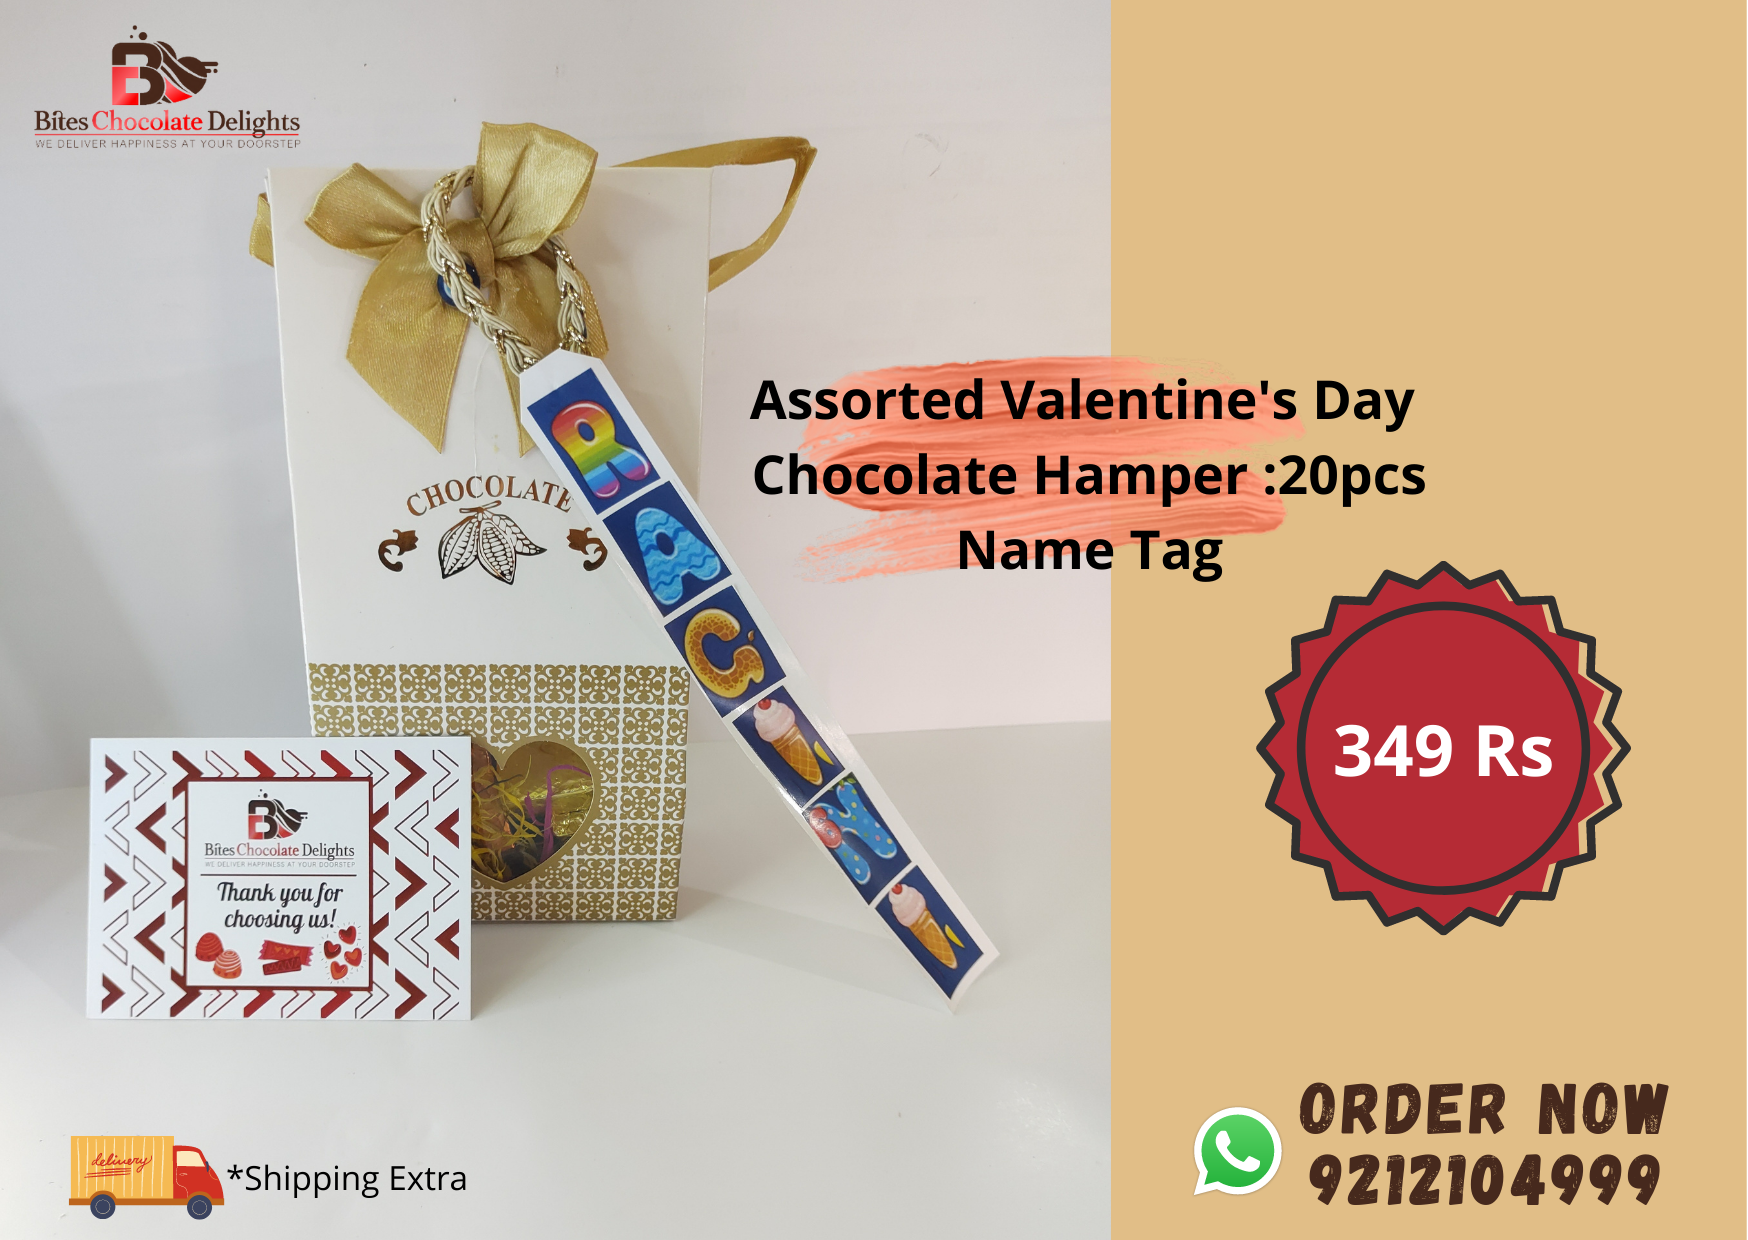 Bites Chocolate Delights
WE DELIVER HAPPINESS AT YOUR DOORSTEP
CHOCOLATE
R
A
C
N
Assorted Valentine's Day
Chocolate Hamper :20pcs
Name Tag
349 Rs
Bites Chocolate Delights
WE DELIVER HAPPINESS AT YOUR DOORSTEP
Thank you for
choosing us!
delivery
*Shipping Extra
ORDER NOW
9212104999